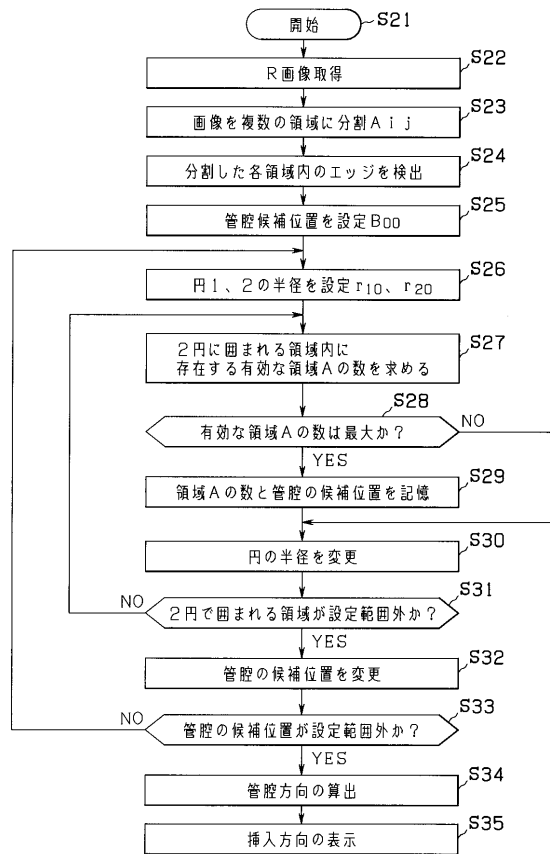 開始
S21
S22
R画像取得
S23
画像を複数の領域に分割Aij
S24
分割した各領域内のエッジを検出
S25
管腔候補位置を設定B00
S26
円1、2の半径を設定r10、r20
S27
2円に囲まれる領域内に
存在する有効な領域Aの数を求める
S28
有効な領域Aの数は最大か?
NO
YES
S29
領域Aの数と管腔の候補位置を記憶
S30
円の半径を変更
S31
NO
2円で囲まれる領域が設定範囲外か?
YES
S32
管腔の候補位置を変更
S33
NO
管腔の候補位置が設定範囲外か?
YES
S34
管腔方向の算出
S35
挿入方向の表示